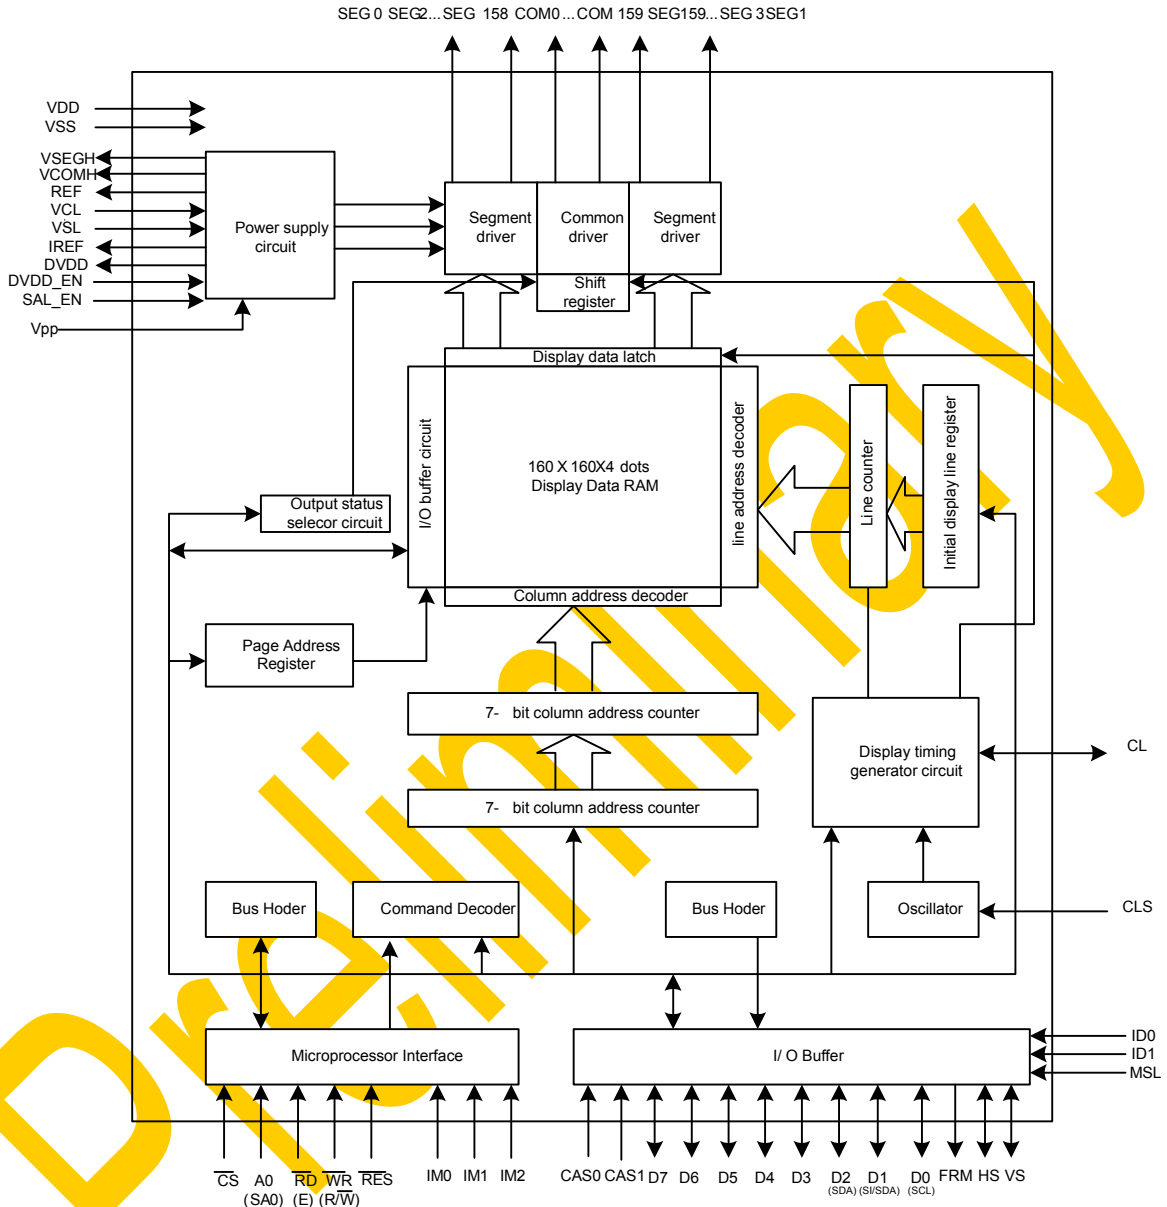 SEG 0 SEG2...SEG 158 COM0 ... COM 159 SEG159... SEG 3SEG1
VDD
VSS
VSEGH
VCOMH
REF
VCL
VSL
IREF
DVDD
DVDD_EN
SAL_EN
Vpp
Power supply
circuit
Segment
driver
Common
driver
Segment
driver
Shift
register
Display data latch
I/O buffer circuit
160 X 160X4 dots
Display Data RAM
line address decoder
Line counter
Initial display line register
Output status
selecor circuit
Column address decoder
Page Address
Register
7- bit column address counter
Display timing
generator circuit
CL
7- bit column address counter
Bus Hoder
Command Decoder
Bus Hoder
Oscillator
CLS
Microprocessor Interface
I/ O Buffer
ID0
ID1
MSL
CS A0 RD WR RES IM0 IM1 IM2 CAS0 CAS1 D7 D6 D5 D4 D3 D2 D1 D0 FRM HS VS
(SA0) (E) (R/W) (SDA) (SI/SDA) (SCL)
Preliminary